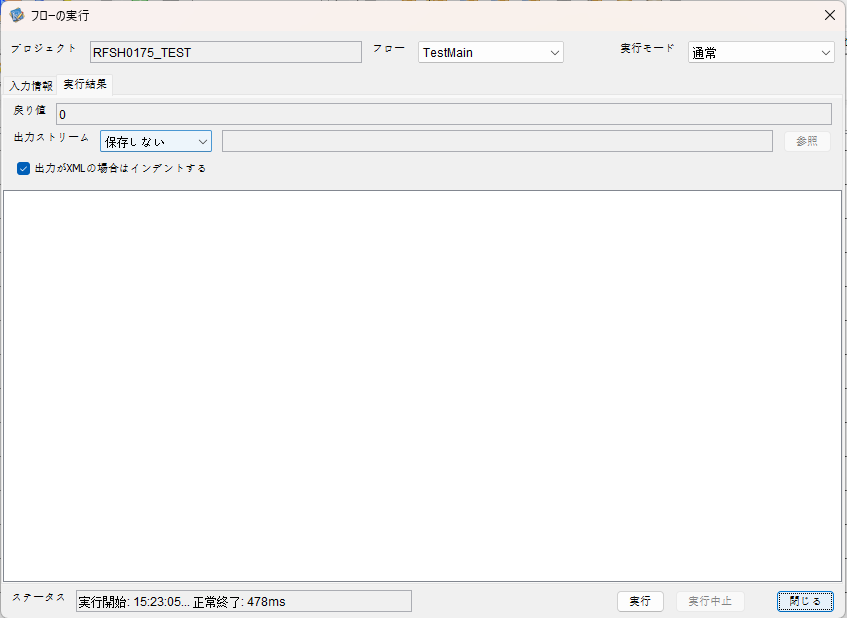 フローの実行
プロジェクト RFSH0175_TEST フロー TestMain 実行モード 通常
入力情報 実行結果
戻り値 0
出力ストリーム 保存しない 参照
出力がXMLの場合はインデントする
ステータス 実行開始: 15:23:05... 正常終了: 478ms 実行 実行中止 閉じる